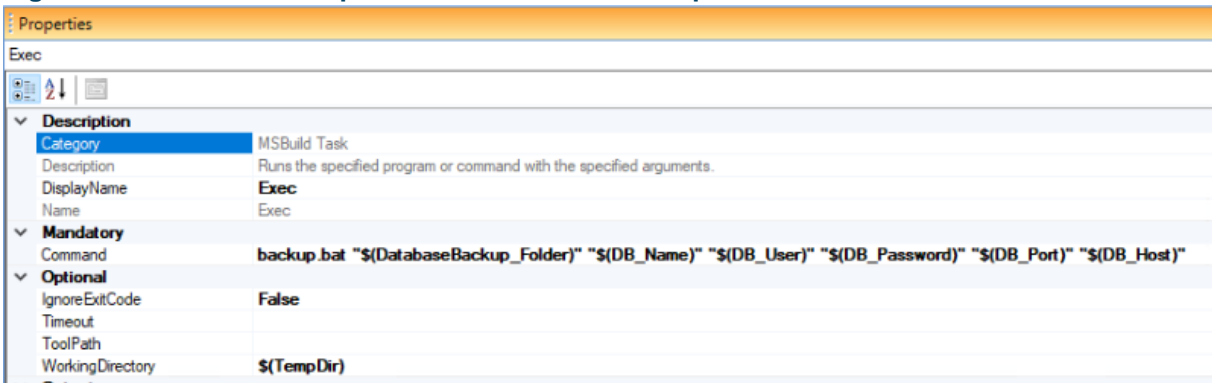 Properties
Exec
Description
Category MSBuild Task
Description Runs the specified program or command with the specified arguments.
DisplayName Exec
Name Exec
Mandatory
Command backup.bat "$(DatabaseBackup_Folder)" "$(DB_Name)" "$(DB_User)" "$(DB_Password)" "$(DB_Port)" "$(DB_Host)"
Optional
IgnoreExitCode False
Timeout
ToolPath
WorkingDirectory $(TempDir)